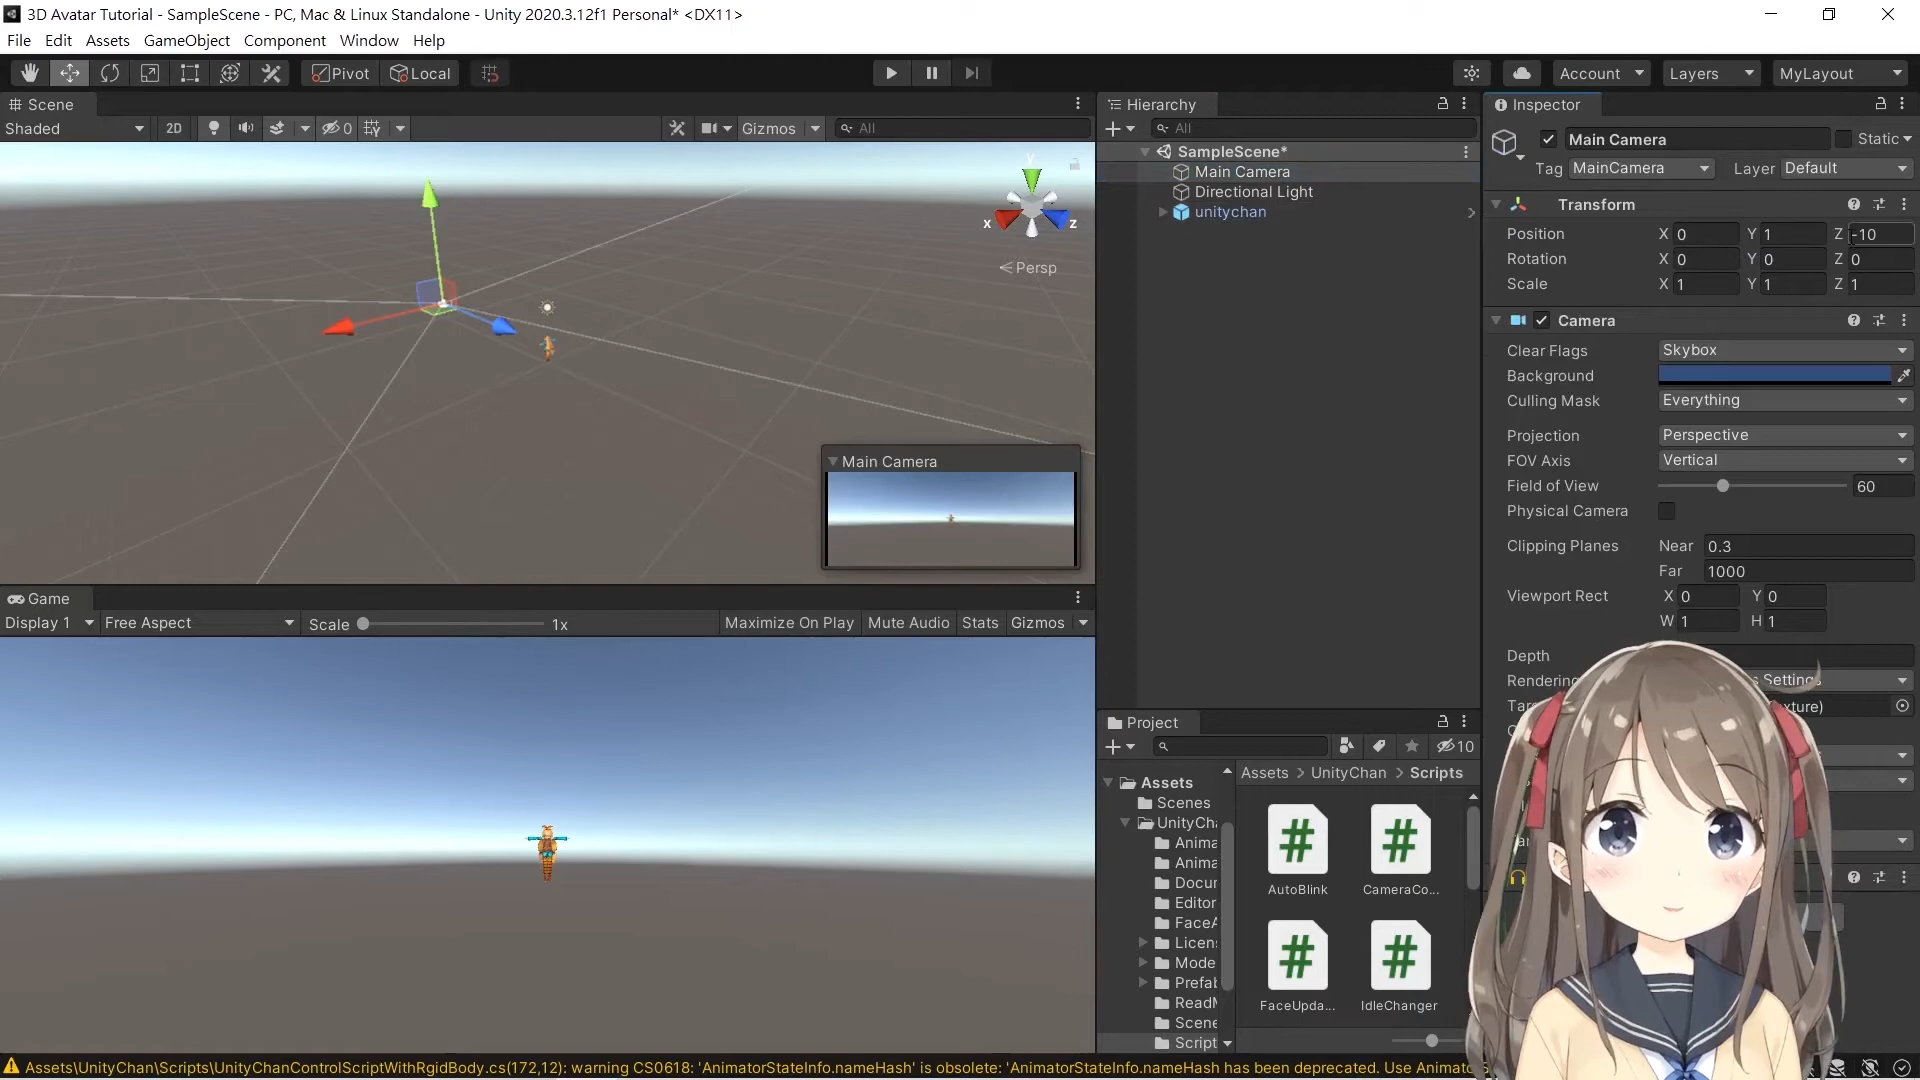 3D Avatar Tutorial - SampleScene - PC, Mac & Linux Standalone - Unity 2020.3.12f1 Personal* <DX11>
File Edit Assets GameObject Component Window Help
Pivot Local Account Layers MyLayout
Scene
Shaded 2D 0 Gizmos All
y
x z
Persp
Main Camera
Game
Display 1 Free Aspect Scale 1x Maximize On Play Mute Audio Stats Gizmos
Hierarchy
All
SampleScene*
Main Camera
Directional Light
unitychan
Project
10
Assets
Scenes
UnityCh
Anima
Anima
Docur
Editor
FaceA
Licen
Mode
Prefal
Read
Scene
Script
Assets > UnityChan > Scripts
AutoBlink CameraCo...
FaceUpda... IdleChanger
Inspector
Main Camera Static
Tag MainCamera Layer Default
Transform
Position X 0 Y 1 Z -10
Rotation X 0 Y 0 Z 0
Scale X 1 Y 1 Z 1
Camera
Clear Flags Skybox
Background
Culling Mask Everything
Projection Perspective
FOV Axis Vertical
Field of View 60
Physical Camera
Clipping Planes Near 0.3
Far 1000
Viewport Rect X 0 Y 0
W 1 H 1
Depth
Rendering s Settings
Tar xture)
Assets\UnityChan\Scripts\UnityChanControlScriptWithRgidBody.cs(172,12): warning CS0618: 'AnimatorStateInfo.nameHash' is obsolete: 'AnimatorStateInfo.nameHash has been deprecated. Use Animato